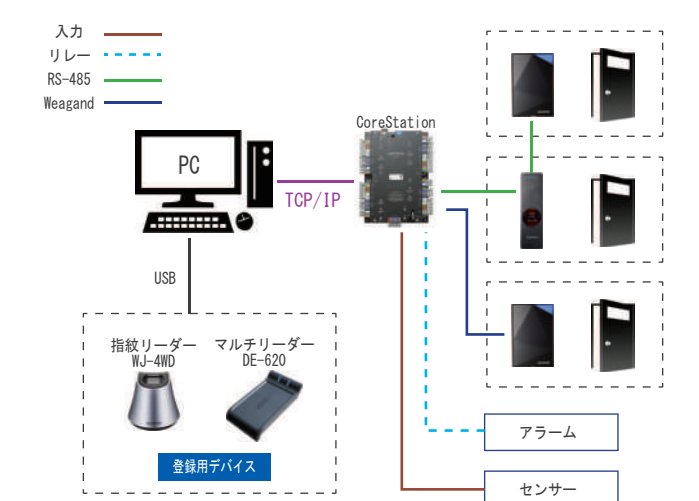 入力
リレー
RS-485
Weagand
CoreStation
PC
TCP/IP
USB
指紋リーダー
WJ-4WD
マルチリーダー
DE-620
登録用デバイス
アラーム
センサー